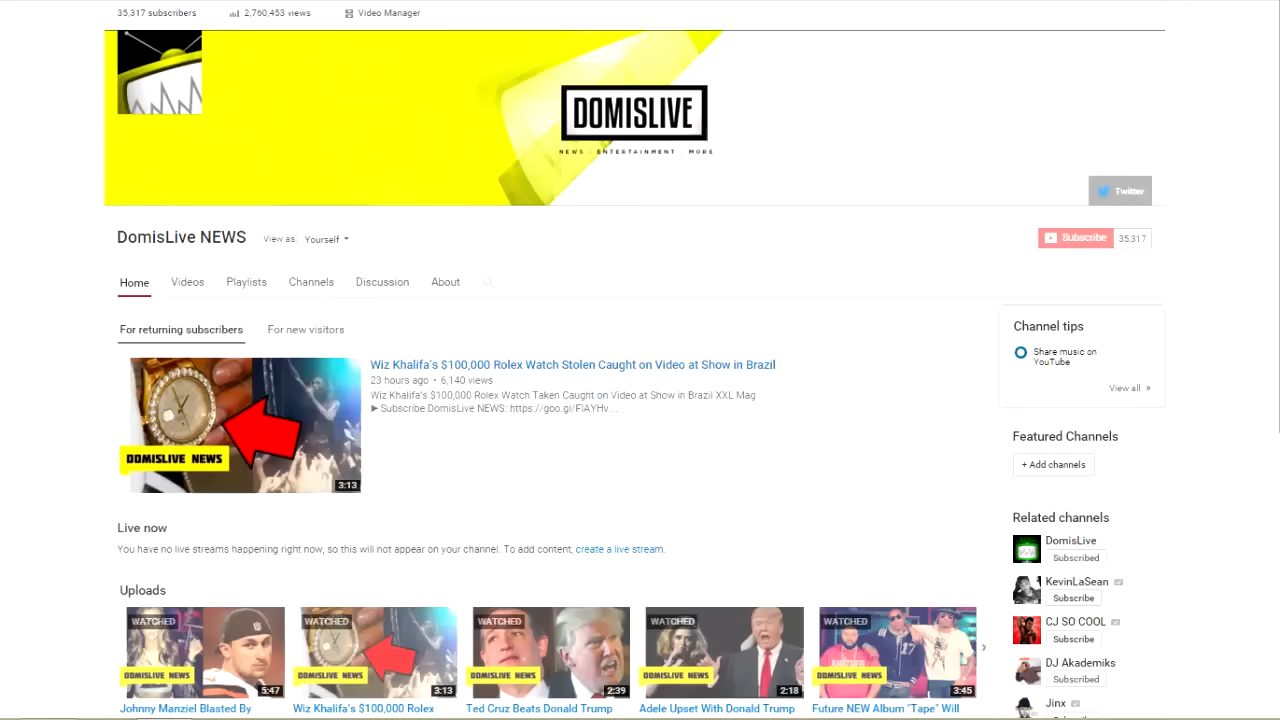 35,317 subscribers
2,760,453 views
Video Manager
DOMISLIVE
NEWS · ENTERTAINMENT · MORE
Twitter
DomisLive NEWS
View as: Yourself
Subscribe 35,317
Home Videos Playlists Channels Discussion About
For returning subscribers For new visitors
Wiz Khalifa's $100,000 Rolex Watch Stolen Caught on Video at Show in Brazil
23 hours ago • 6,140 views
Wiz Khalifa's $100,000 Rolex Watch Taken Caught on Video at Show in Brazil XXL Mag
▶ Subscribe DomisLive NEWS: https://goo.gl/FlAYHv...
DOMISLIVE NEWS
3:13
Live now
You have no live streams happening right now, so this will not appear on your channel. To add content, create a live stream.
Uploads
WATCHED
DOMISLIVE NEWS
5:47
Johnny Manziel Blasted By
WATCHED
DOMISLIVE NEWS
3:13
Wiz Khalifa's $100,000 Rolex
WATCHED
DOMISLIVE NEWS
2:39
Ted Cruz Beats Donald Trump
WATCHED
DOMISLIVE NEWS
2:18
Adele Upset With Donald Trump
WATCHED
DOMISLIVE NEWS
3:45
Future NEW Album "Tape" Will
Channel tips
Share music on
YouTube
View all »
Featured Channels
+ Add channels
Related channels
DomisLive
Subscribed
KevinLaSean
Subscribe
CJ SO COOL
Subscribe
DJ Akademiks
Subscribed
Jinx